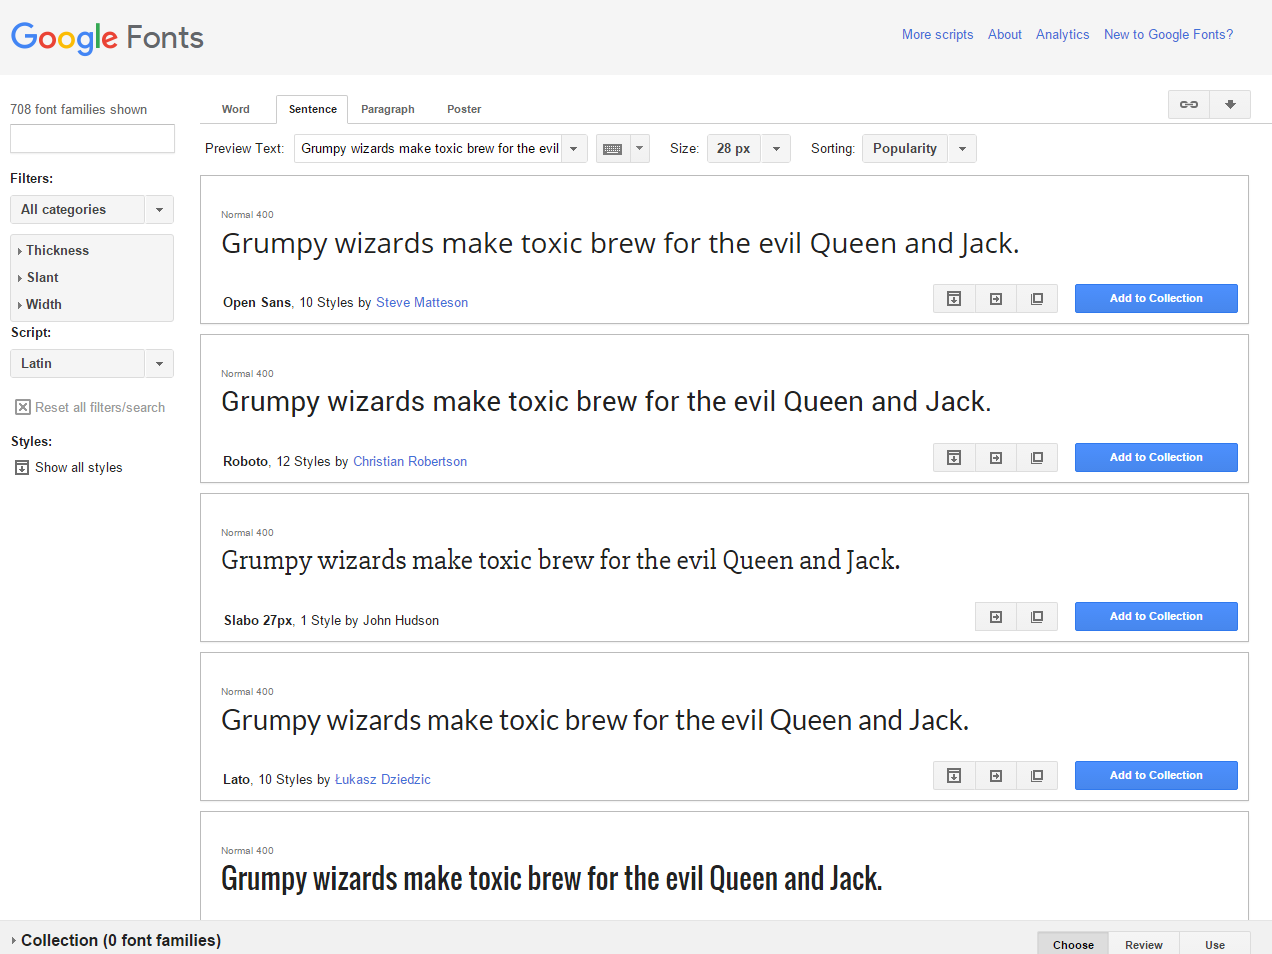 Google Fonts
More scripts About Analytics New to Google Fonts?
708 font families shown
Word Sentence Paragraph Poster
Preview Text: Grumpy wizards make toxic brew for the evil Size: 28 px Sorting: Popularity
Filters:
All categories
Thickness
Slant
Width
Script:
Latin
Reset all filters/search
Styles:
Show all styles
Normal 400
Grumpy wizards make toxic brew for the evil Queen and Jack.
Open Sans, 10 Styles by Steve Matteson
Add to Collection
Normal 400
Grumpy wizards make toxic brew for the evil Queen and Jack.
Roboto, 12 Styles by Christian Robertson
Add to Collection
Normal 400
Grumpy wizards make toxic brew for the evil Queen and Jack.
Slabo 27px, 1 Style by John Hudson
Add to Collection
Normal 400
Grumpy wizards make toxic brew for the evil Queen and Jack.
Lato, 10 Styles by Łukasz Dziedzic
Add to Collection
Normal 400
Grumpy wizards make toxic brew for the evil Queen and Jack.
Collection (0 font families)
Choose Review Use